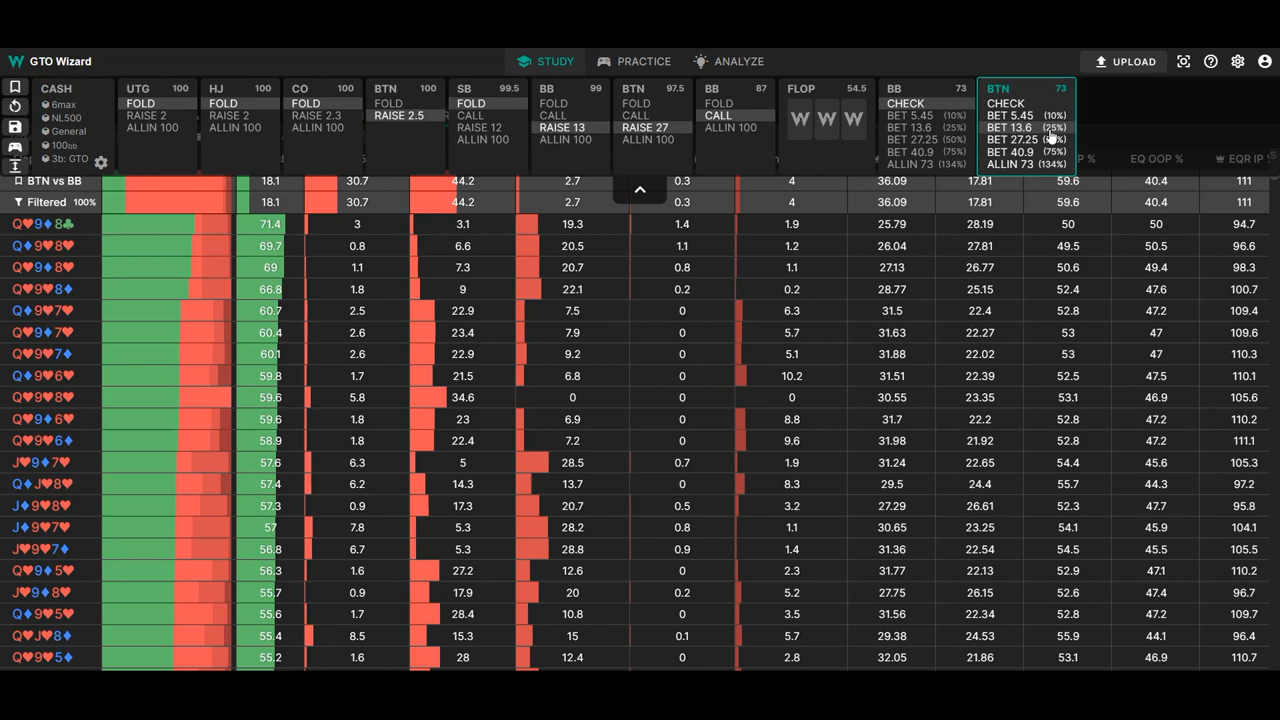 GTO Wizard
STUDY PRACTICE ANALYZE
UPLOAD
CASH
6max
NL500
General
100bb
3b: GTO
UTG 100
FOLD
RAISE 2
ALLIN 100
HJ 100
FOLD
RAISE 2
ALLIN 100
CO 100
FOLD
RAISE 2.3
ALLIN 100
BTN 100
FOLD
RAISE 2.5
SB 99.5
FOLD
CALL
RAISE 12
ALLIN 100
BB 99
FOLD
CALL
RAISE 13
ALLIN 100
BTN 97.5
FOLD
CALL
RAISE 27
ALLIN 100
BB 87
FOLD
CALL
ALLIN 100
FLOP 54.5
W W W
BB 73
CHECK
BET 5.45 (10%)
BET 13.6 (25%)
BET 27.25 (50%)
BET 40.9 (75%)
ALLIN 73 (134%)
BTN 73
CHECK
BET 5.45 (10%)
BET 13.6 (25%)
BET 27.25
BET 40.9 (75%)
ALLIN 73 (134%)
% EQ OOP % EQR IP
BTN vs BB 18.1 30.7 44.2 2.7 0.3 4 36.09 17.81 59.6 40.4 111
Filtered 100% 18.1 30.7 44.2 2.7 0.3 4 36.09 17.81 59.6 40.4 111
Q♥9♦8♣ 71.4 3 3.1 19.3 1.4 1.9 25.79 28.19 50 50 94.7
Q♦9♥8♥ 69.7 0.8 6.6 20.5 1.1 1.2 26.04 27.81 49.5 50.5 96.6
Q♥9♦8♥ 69 1.1 7.3 20.7 0.8 1.1 27.13 26.77 50.6 49.4 98.3
Q♥9♥8♦ 66.8 1.8 9 22.1 0.2 0.2 28.77 25.15 52.4 47.6 100.7
Q♦9♥7♥ 60.7 2.5 22.9 7.5 0 6.3 31.5 22.4 52.8 47.2 109.4
Q♥9♦7♥ 60.4 2.6 23.4 7.9 0 5.7 31.63 22.27 53 47 109.6
Q♥9♥7♦ 60.1 2.6 22.9 9.2 0 5.1 31.88 22.02 53 47 110.3
Q♦9♥6♥ 59.8 1.7 21.5 6.8 0 10.2 31.51 22.39 52.5 47.5 110.1
Q♥9♥8♥ 59.6 5.8 34.6 0 0 0 30.55 23.35 53.1 46.9 105.6
Q♥9♦6♥ 59.6 1.8 23 6.9 0 8.8 31.7 22.2 52.8 47.2 110.2
Q♥9♥6♦ 58.9 1.8 22.4 7.2 0 9.6 31.98 21.92 52.8 47.2 111.1
J♥9♦7♥ 57.6 6.3 5 28.5 0.7 1.9 31.24 22.65 54.4 45.6 105.3
Q♦J♥8♥ 57.4 6.2 14.3 13.7 0 8.3 29.5 24.4 55.7 44.3 97.2
J♦9♥8♥ 57.3 0.9 17.3 20.7 0.5 3.2 27.29 26.61 52.3 47.7 95.8
J♦9♥7♥ 57 7.8 5.3 28.2 0.8 1.1 30.65 23.25 54.1 45.9 104.1
J♥9♥7♦ 56.8 6.7 5.3 28.8 0.9 1.4 31.36 22.54 54.5 45.5 105.5
Q♥9♦5♥ 56.3 1.6 27.2 12.6 0 2.3 31.77 22.13 52.9 47.1 110.2
J♥9♦8♥ 55.7 0.9 17.9 20 0.2 5.2 27.75 26.15 52.6 47.4 96.7
Q♦9♥5♥ 55.6 1.7 28.4 10.8 0 3.5 31.56 22.34 52.8 47.2 109.7
Q♥J♥8♦ 55.4 8.5 15.3 15 0.1 5.7 29.38 24.53 55.9 44.1 96.4
Q♥9♥5♦ 55.2 1.6 28 12.4 0 2.8 32.05 21.86 53.1 46.9 110.7